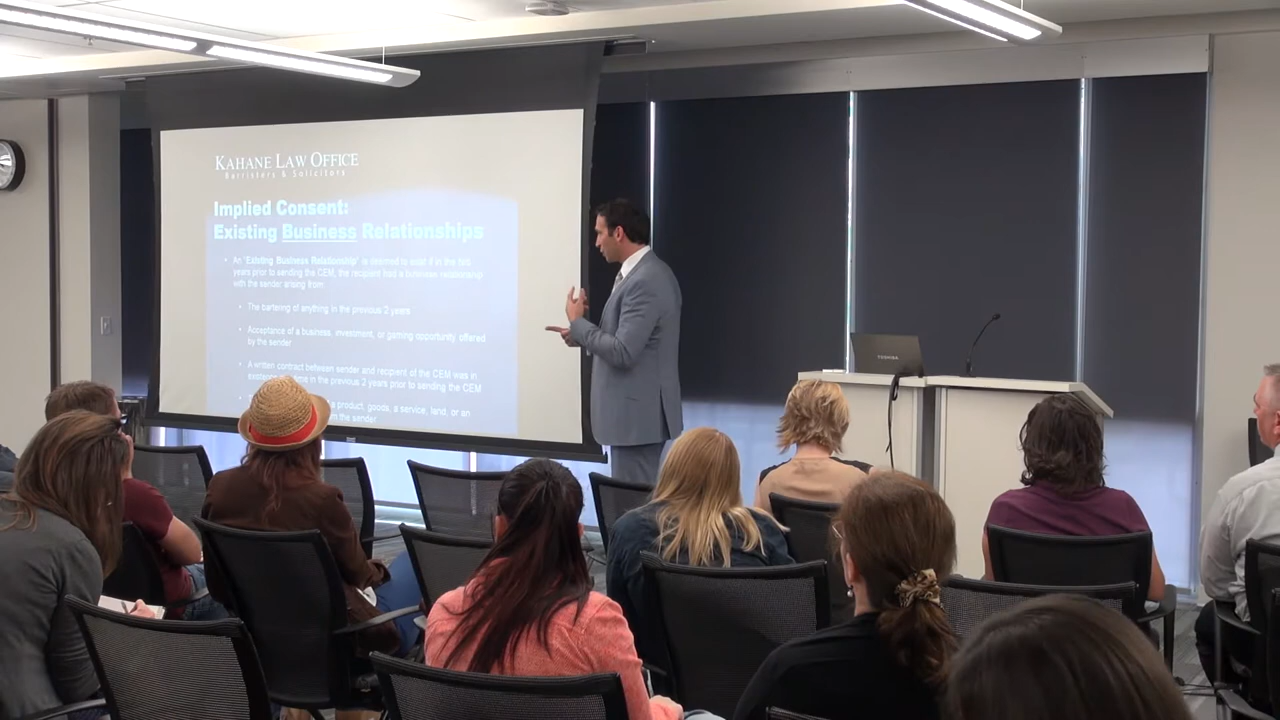 KAHANE LAW OFFICE
Barristers & Solicitors
Implied Consent:
Existing Business Relationships
• An "Existing Business Relationship" is deemed to exist if in the two
years prior to sending the CEM, the recipient has a business relationship
with the sender arising from:
• The bartering of anything in the previous 2 years
• Acceptance of a business, investment, or gaming opportunity offered
by the sender
• A written contract between sender and recipient of the CEM was in
time in the previous 2 years prior to sending the CEM
a product, goods, a service, land, or an
from the sender
TOSHIBA